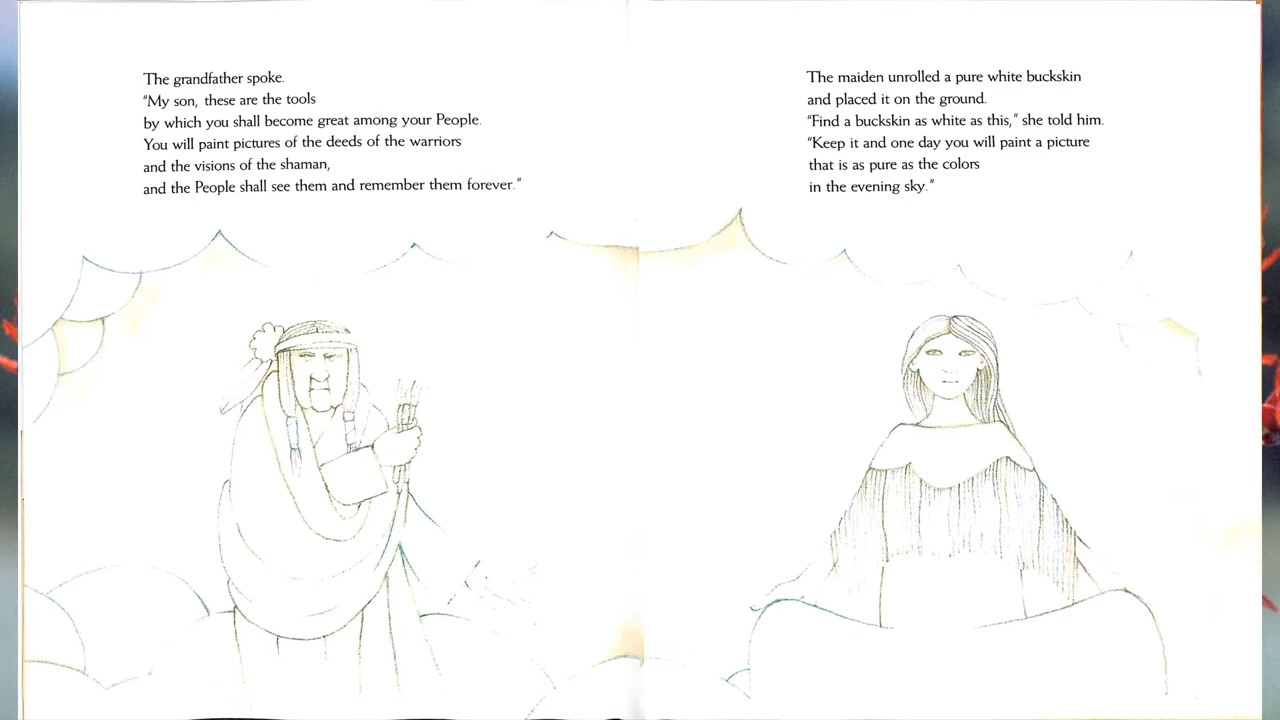 The grandfather spoke.
"My son, these are the tools
by which you shall become great among your People.
You will paint pictures of the deeds of the warriors
and the visions of the shaman,
and the People shall see them and remember them forever."
The maiden unrolled a pure white buckskin
and placed it on the ground.
"Find a buckskin as white as this," she told him.
"Keep it and one day you will paint a picture
that is as pure as the colors
in the evening sky."